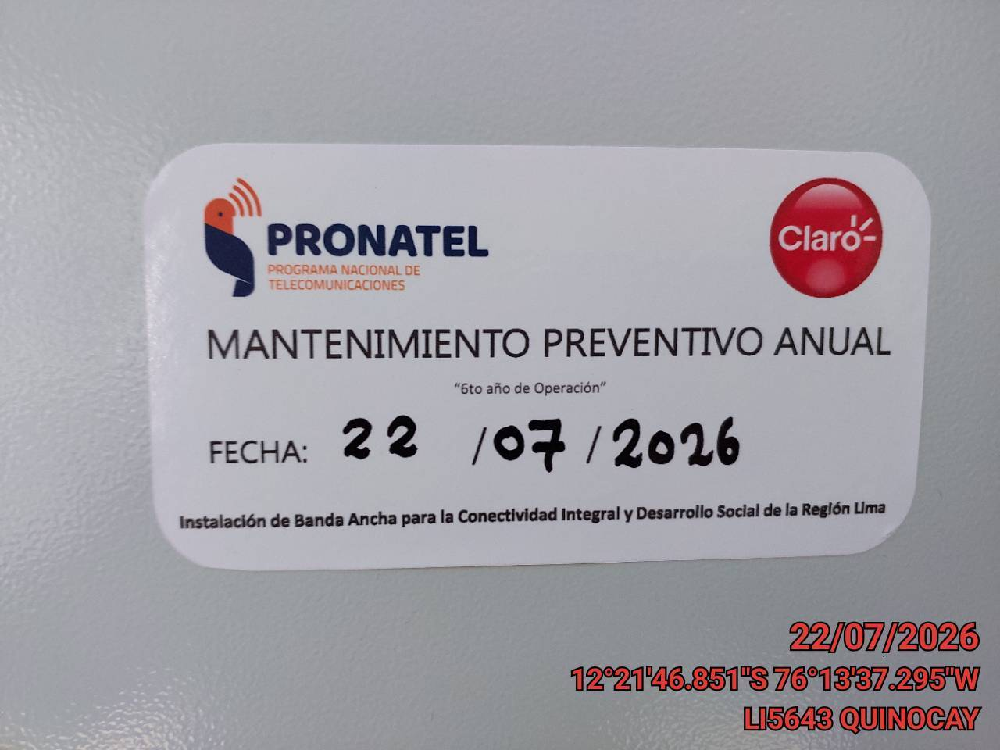 PRONATEL
PROGRAMA NACIONAL DE
TELECOMUNICACIONES
Claro
MANTENIMIENTO PREVENTIVO ANUAL
“6to año de Operación”
FECHA: 22 /07/2026
Instalación de Banda Ancha para la Conectividad Integral y Desarrollo Social de la Región Lima
22/07/2026
12°21'46.851"S 76°13'37.295"W
LI5643 QUINOCAY